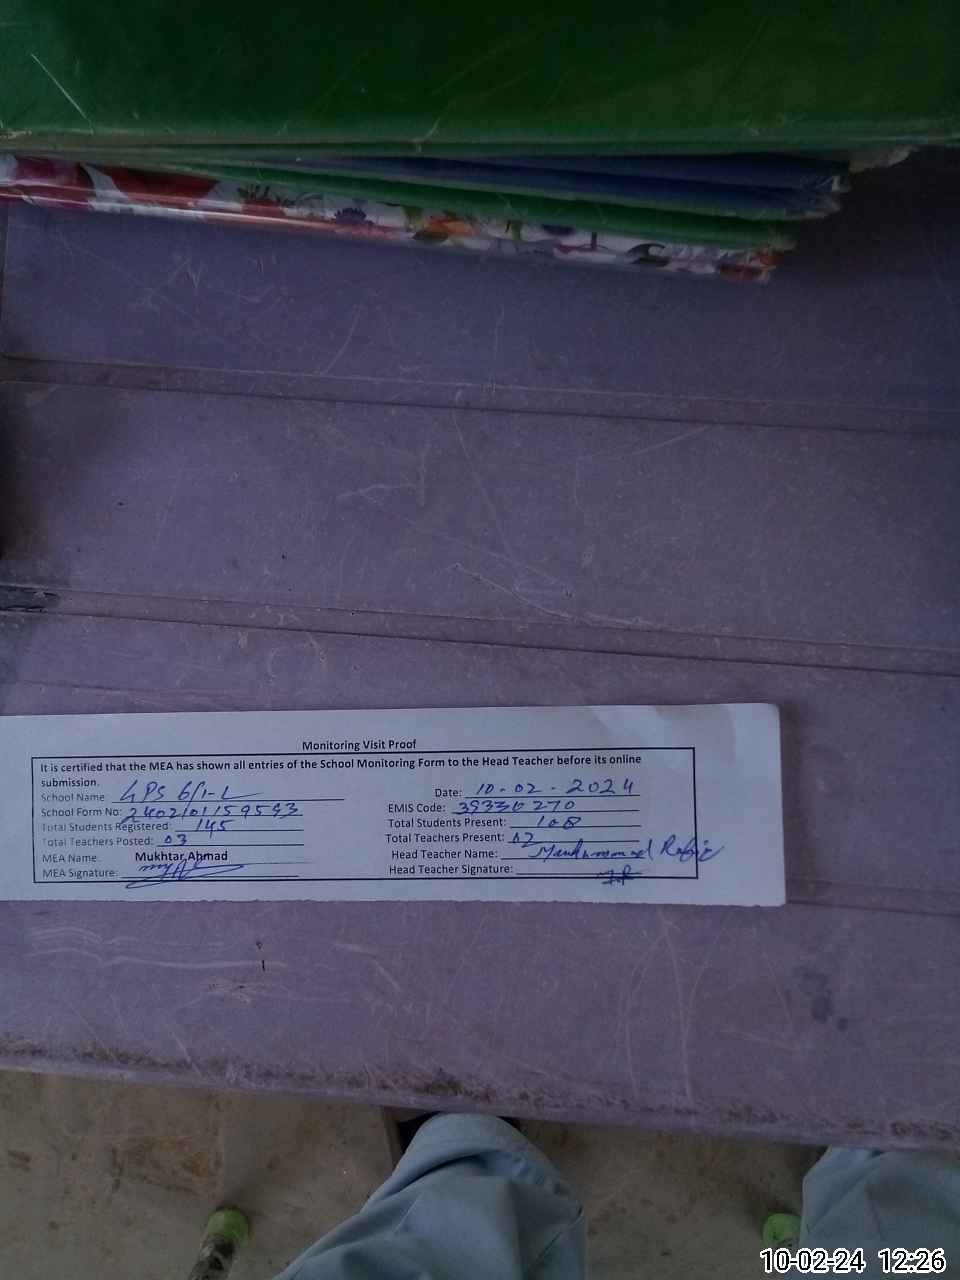 Monitoring Visit Proof
It is certified that the MEA has shown all entries of the School Monitoring Form to the Head Teacher before its online
submission.
School Name: GPS 6/1-L Date: 10-02-2024
School Form No: 24020101159593 EMIS Code: 39330270
Total Students Registered: 145 Total Students Present: 108
Total Teachers Posted: 03 Total Teachers Present: 02
MEA Name. Mukhtar Ahmad Head Teacher Name: Muhammad Rafiq
MEA Signature: Head Teacher Signature:
10-02-24 12:26